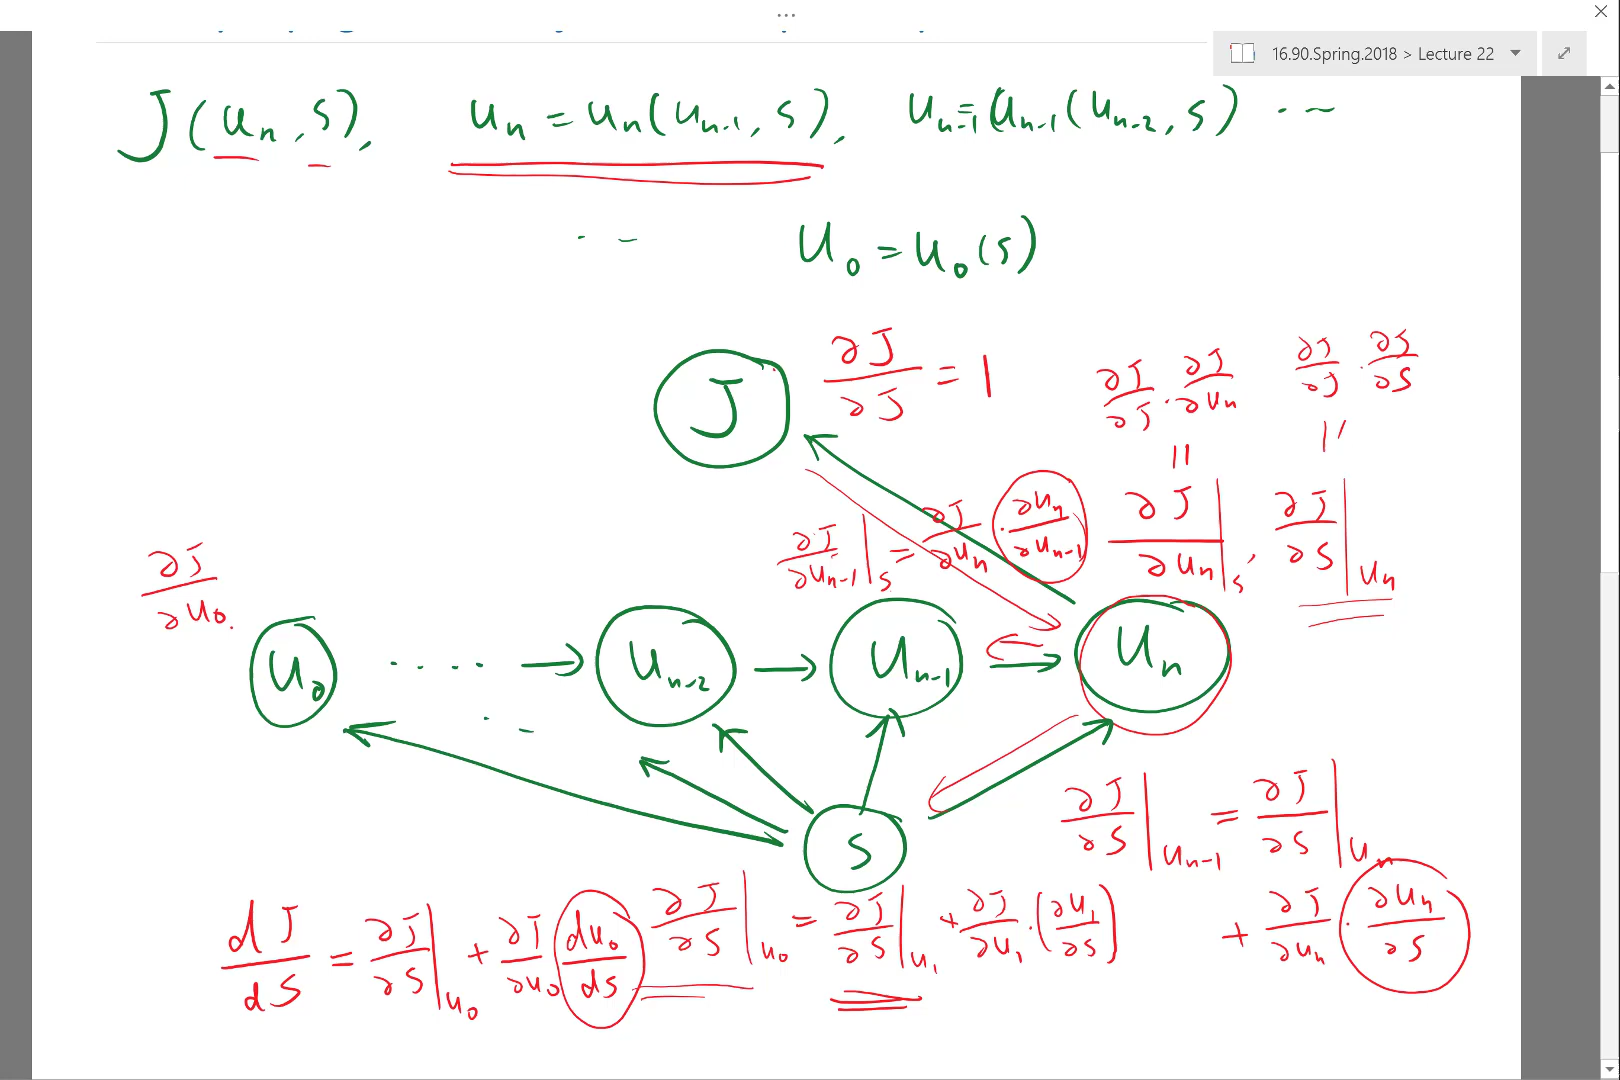 16.90.Spring.2018 > Lecture 22
J(uₙ, s), uₙ = uₙ(uₙ₋₁, s), uₙ₋₁ = uₙ₋₁(uₙ₋₂, s) ⋯
⋯ u₀ = u₀(s)
J ∂J/∂J = 1 ∂J/∂J · ∂J/∂uₙ ∂J/∂J · ∂J/∂s
|| ||
∂J/∂uₙ₋₁|ₛ = ∂J/∂uₙ · ∂uₙ/∂uₙ₋₁ ∂J/∂uₙ|ₛ, ∂J/∂s|uₙ
∂J/∂u₀.
u₀ ⋯⋯ → uₙ₋₂ → uₙ₋₁ → uₙ
s
∂J/∂s|uₙ₋₁ = ∂J/∂s|uₙ
+ ∂J/∂uₙ · ∂uₙ/∂s
dJ/ds = ∂J/∂s|u₀ + ∂J/∂u₀ du₀/ds ∂J/∂s|u₀ = ∂J/∂s|u₁ + ∂J/∂u₁ · (∂u₁/∂s)